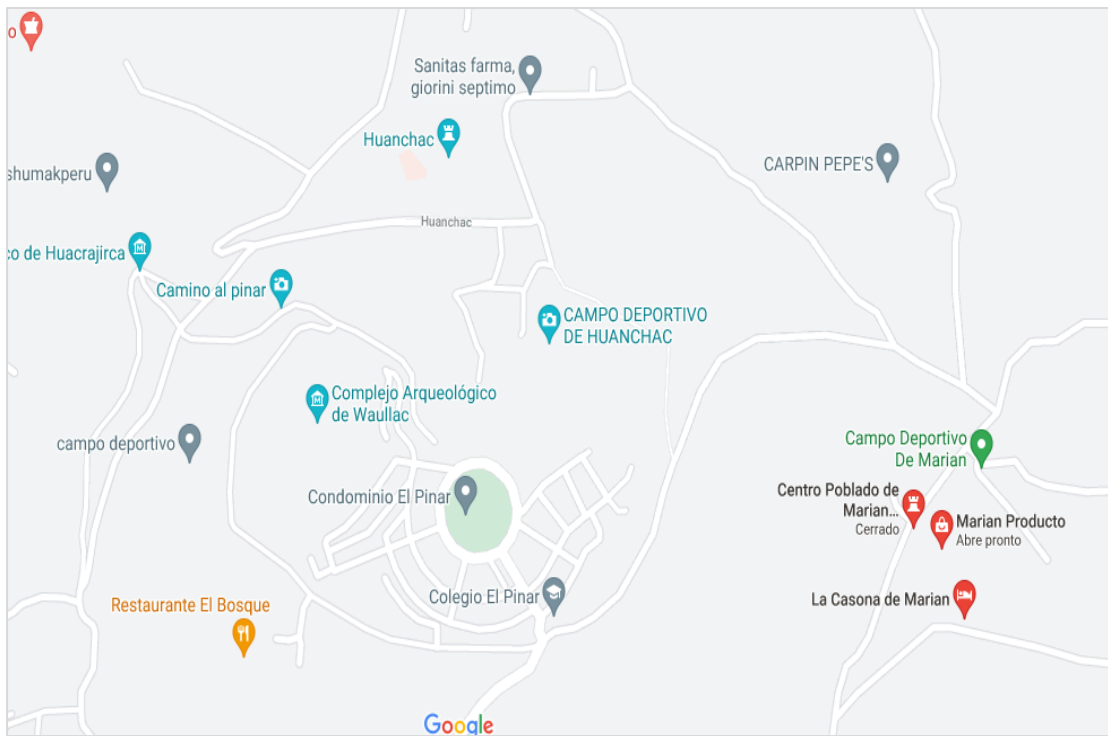 o
Sanitas farma,
giorini septimo
Huanchac
CARPIN PEPE'S
shumakperu
Huanchac
co de Huacrajirca
Camino al pinar
CAMPO DEPORTIVO
DE HUANCHAC
Complejo Arqueológico
de Waullac
campo deportivo
Campo Deportivo
De Marian
Condominio El Pinar
Centro Poblado de
Marian...
Cerrado
Marian Producto
Abre pronto
Colegio El Pinar
La Casona de Marian
Restaurante El Bosque
Google